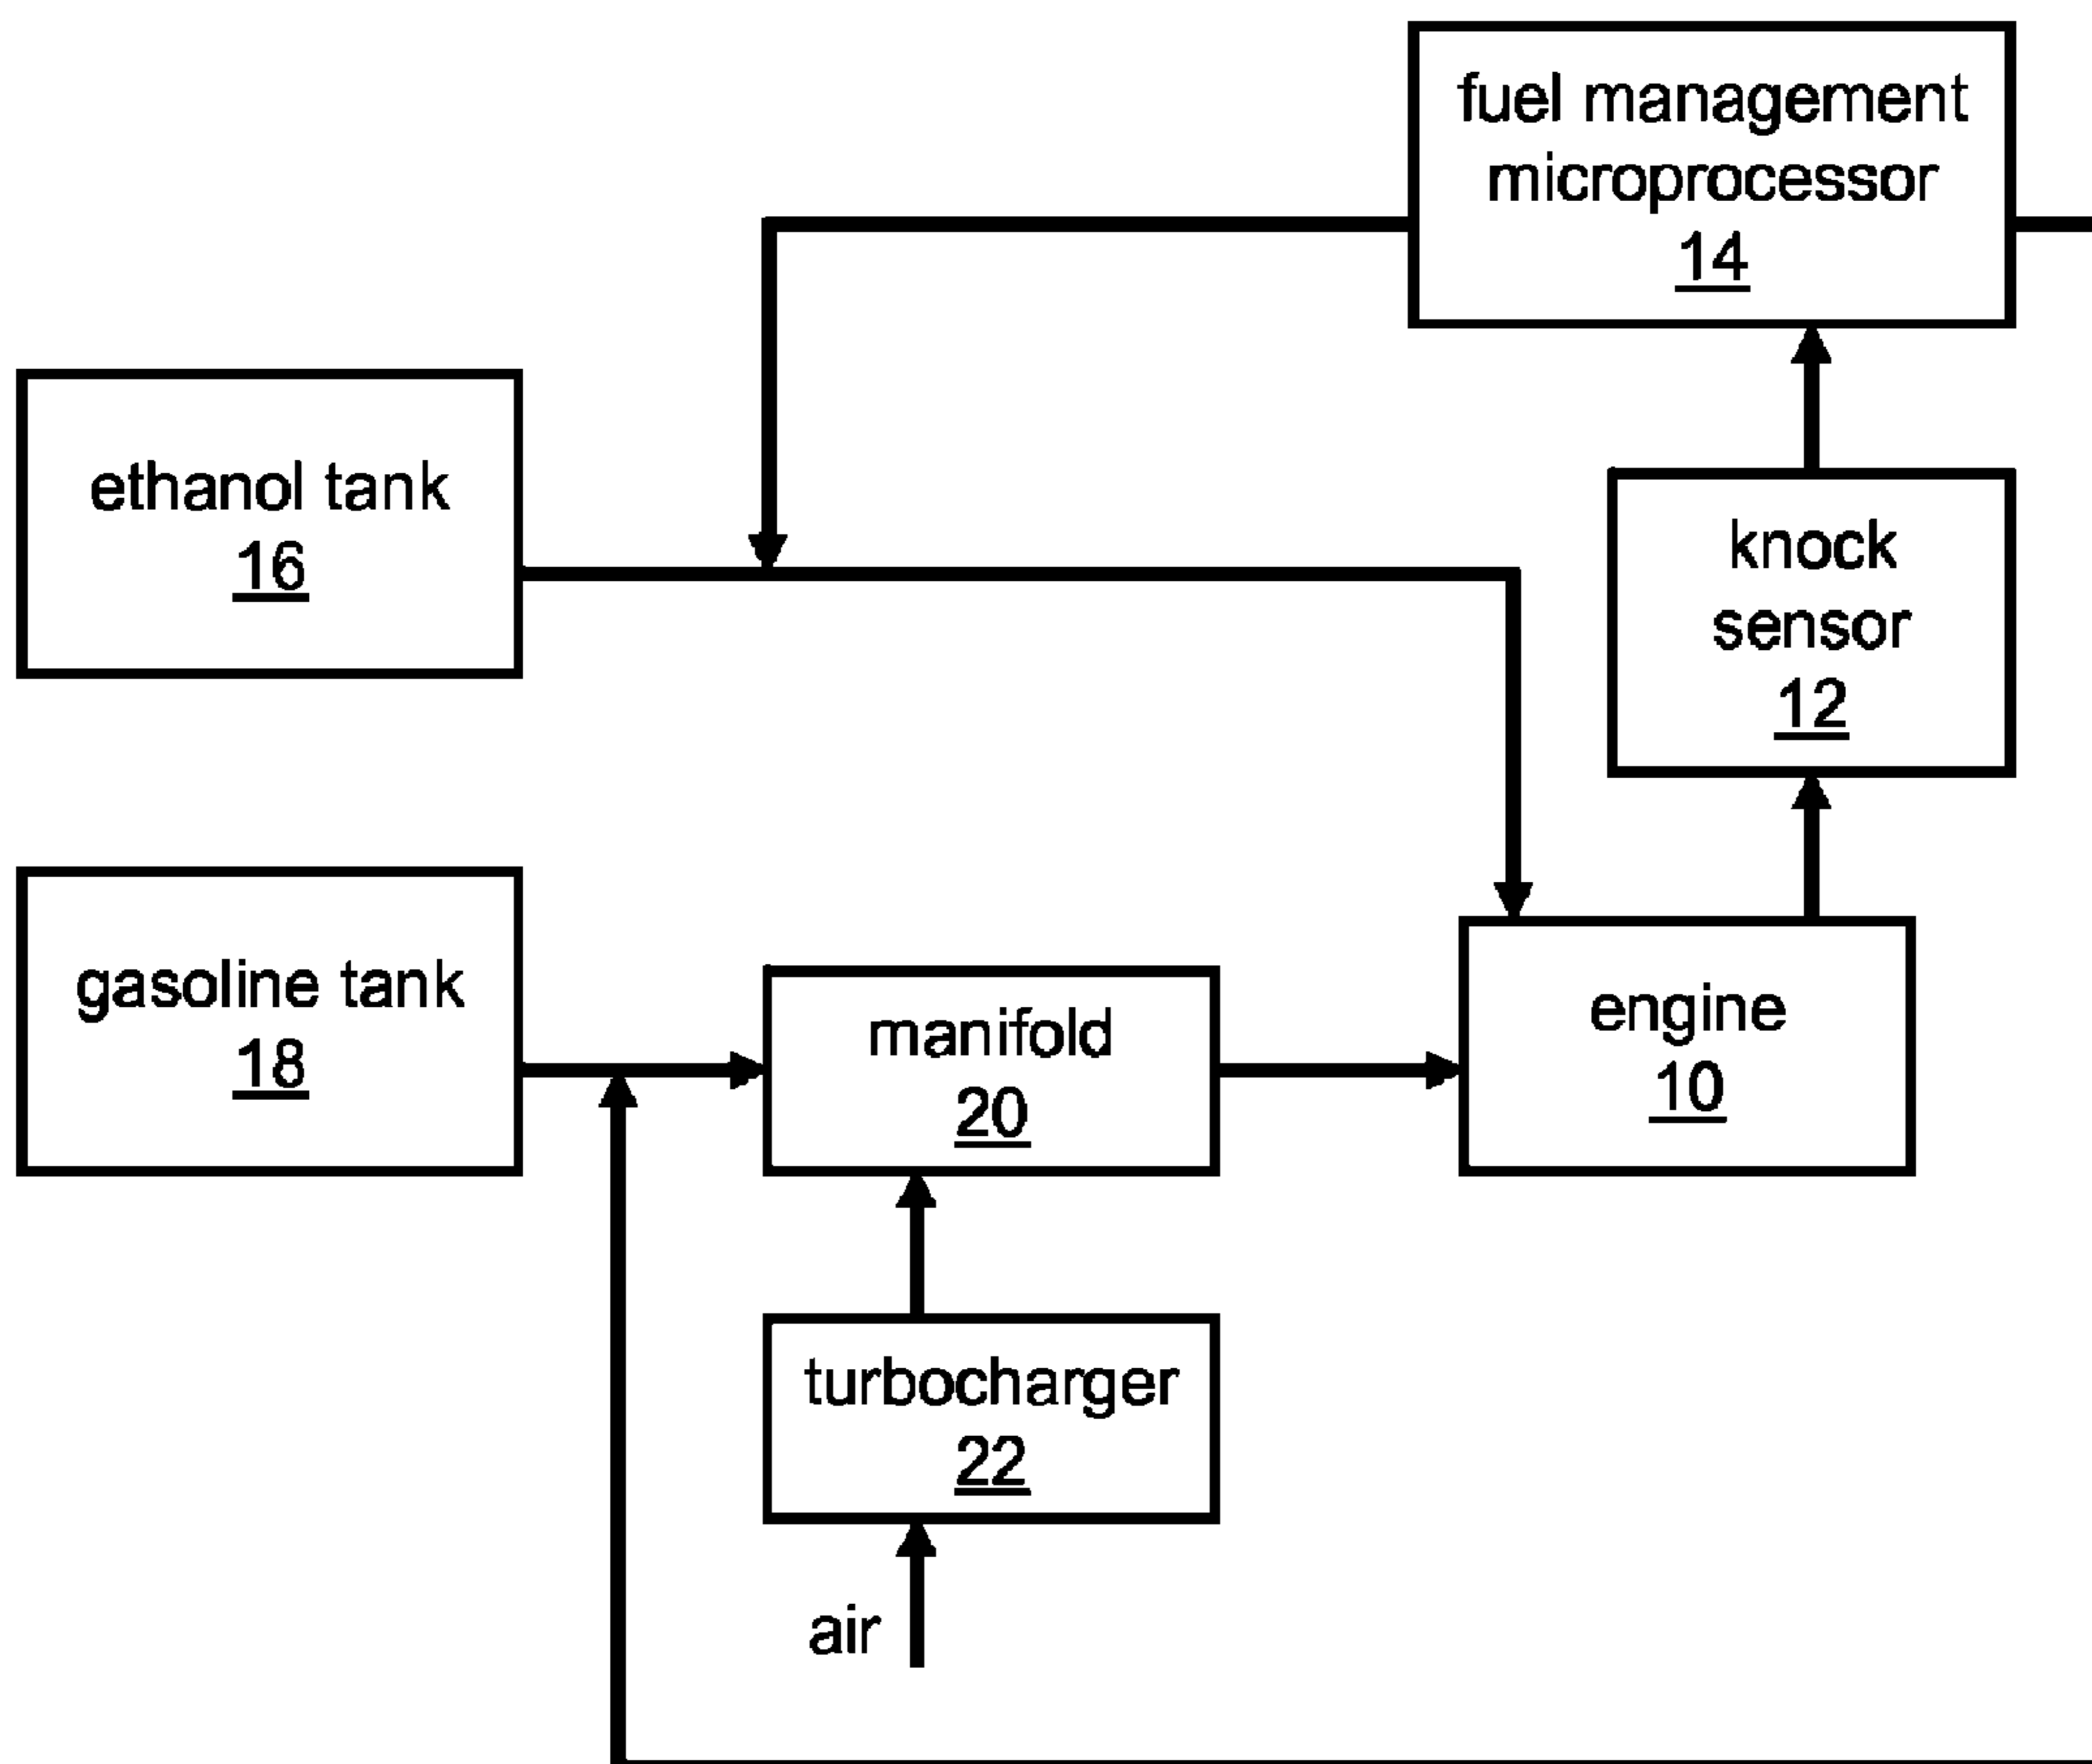 fuel management
microprocessor
14
ethanol tank
16
knock
sensor
12
gasoline tank
18
manifold
20
engine
10
turbocharger
22
air